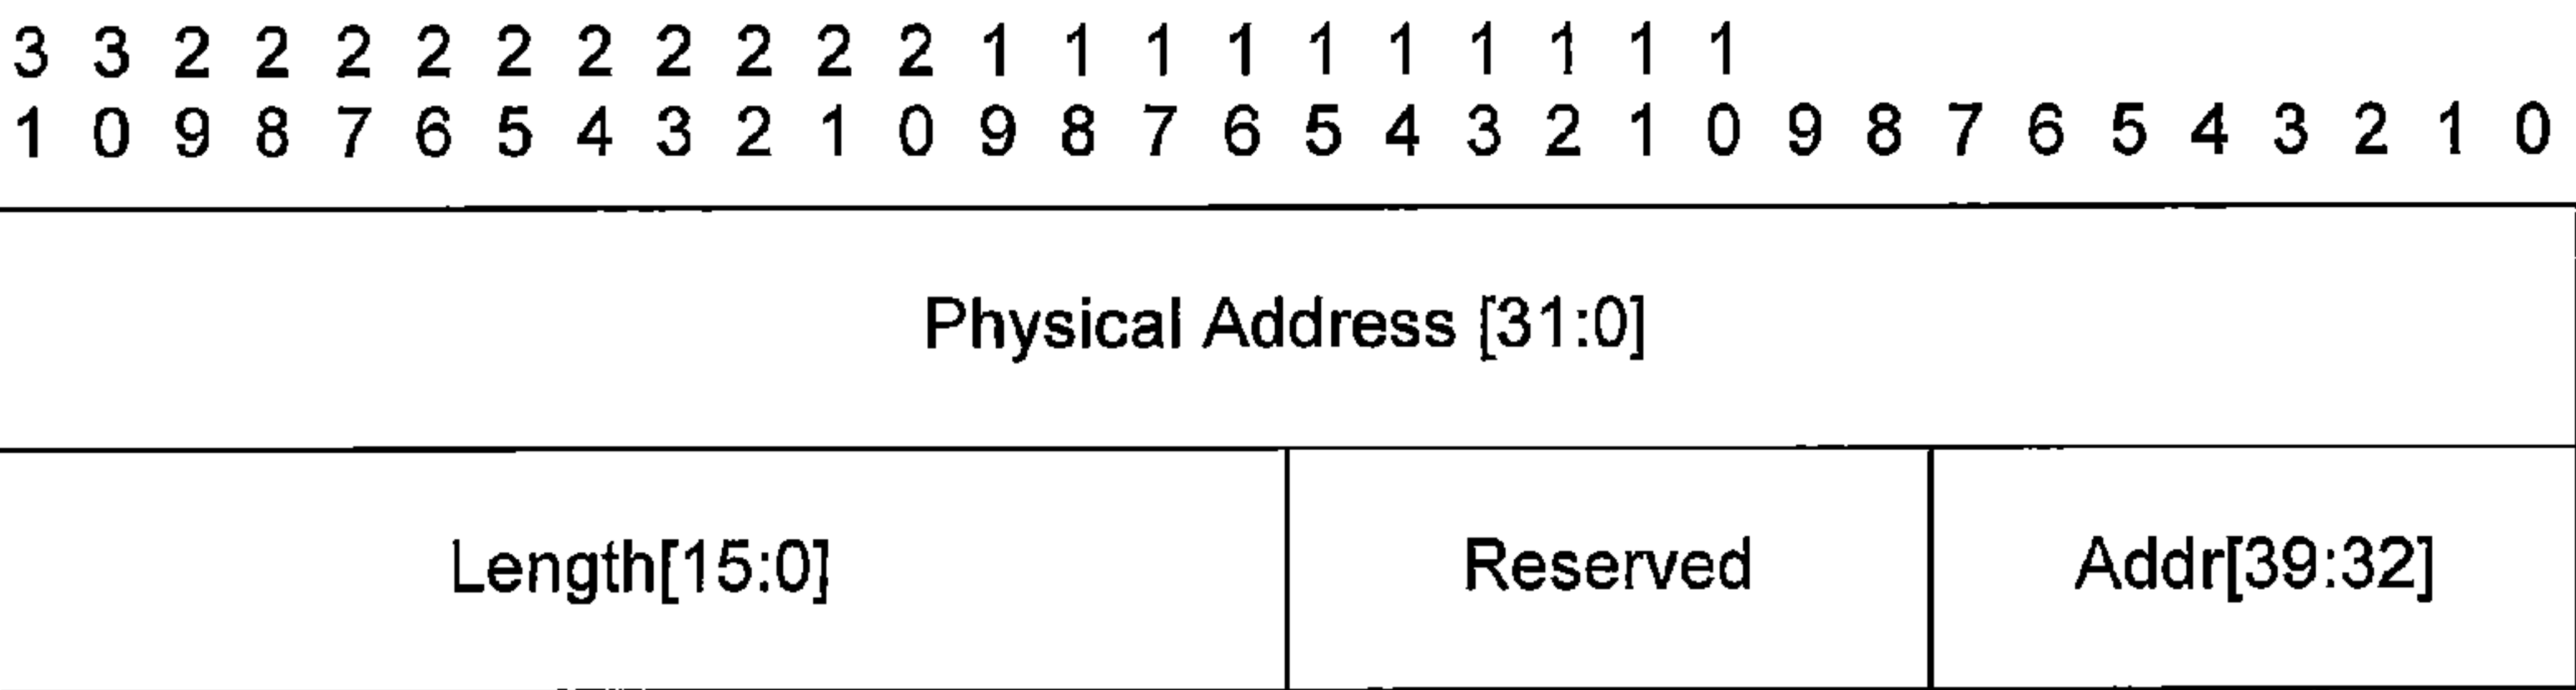 3 3 2 2 2 2 2 2 2 2 2 2 1 1 1 1 1 1 1 1 1 1
1 0 9 8 7 6 5 4 3 2 1 0 9 8 7 6 5 4 3 2 1 0 9 8 7 6 5 4 3 2 1 0
Physical Address [31:0]
Length[15:0] Reserved Addr[39:32]